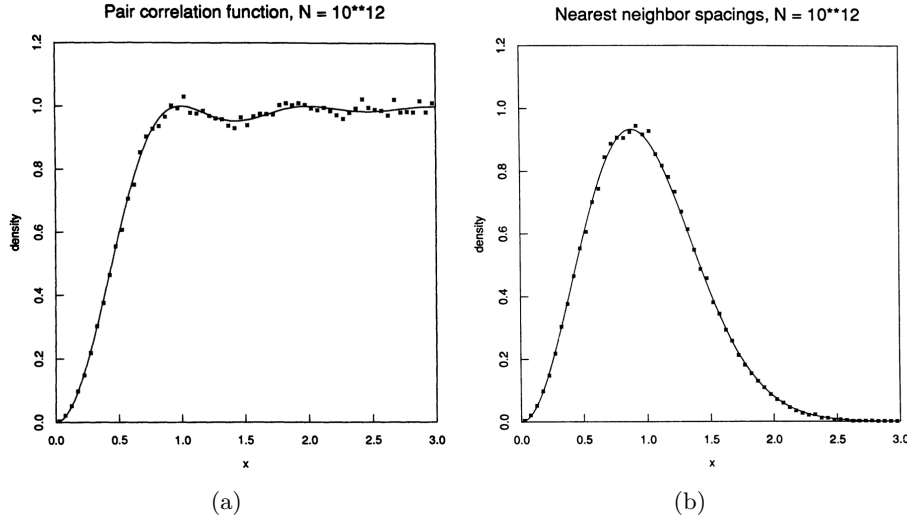 Pair correlation function, N = 10**12
1.2
1.0
0.8
0.6
0.4
0.2
0.0
density
0.0 0.5 1.0 1.5 2.0 2.5 3.0
x
(a)
Nearest neighbor spacings, N = 10**12
1.2
1.0
0.8
0.6
0.4
0.2
0.0
density
0.0 0.5 1.0 1.5 2.0 2.5 3.0
x
(b)